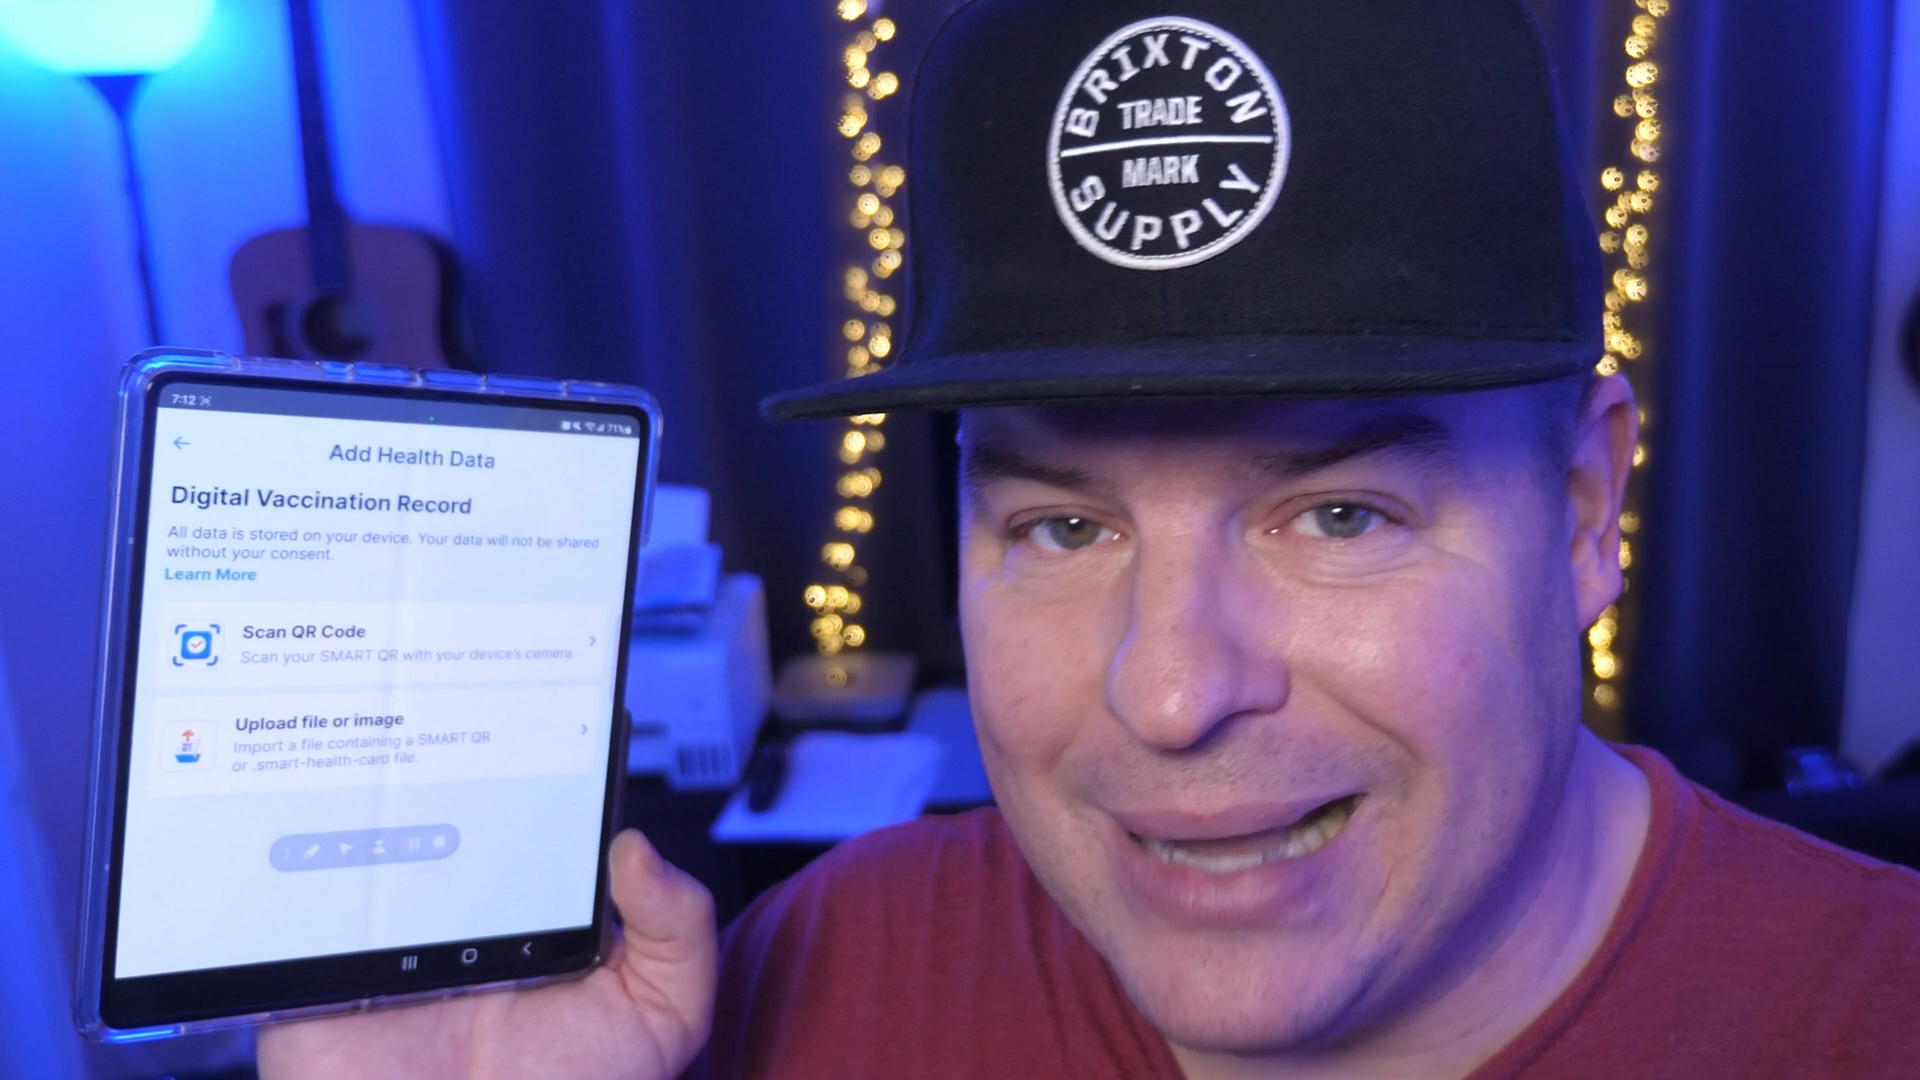 BRIXTON
TRADE
MARK
SUPPLY
7:12
71%
Add Health Data
Digital Vaccination Record
All data is stored on your device. Your data will not be shared
without your consent.
Learn More
Scan QR Code
Scan your SMART QR with your device's camera.
Upload file or image
Import a file containing a SMART QR
or .smart-health-card file.